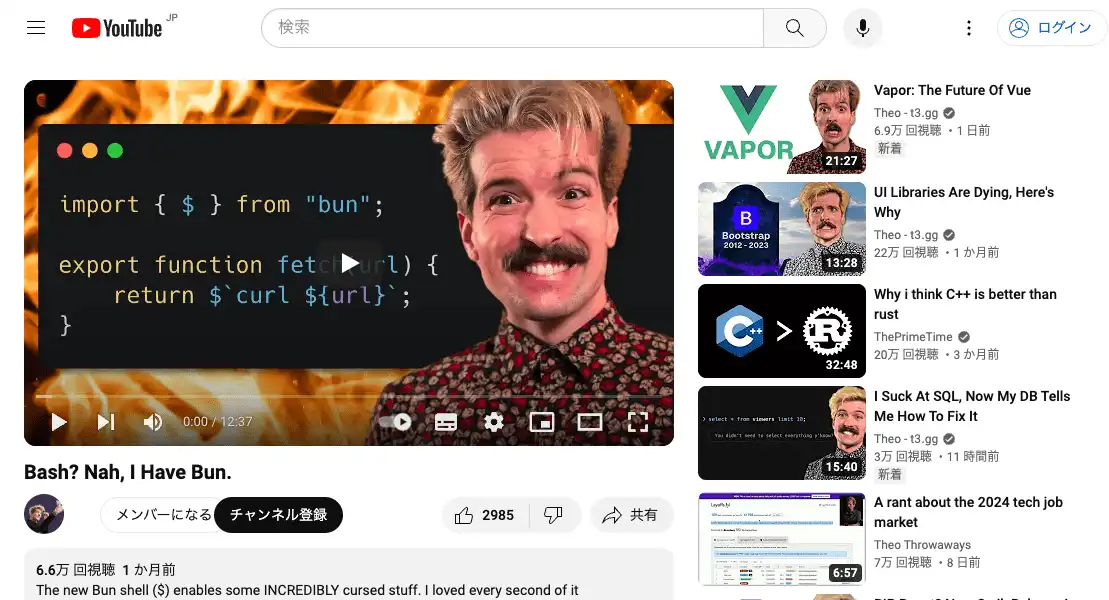 YouTube JP
検索
ログイン
import { $ } from "bun";
export function fetch(url) {
return $`curl ${url}`;
}
0:00 / 12:37
Bash? Nah, I Have Bun.
メンバーになる
チャンネル登録
2985
共有
6.6万 回視聴 1 か月前
The new Bun shell ($) enables some INCREDIBLY cursed stuff. I loved every second of it
VAPOR
21:27
Vapor: The Future Of Vue
Theo - t3.gg
6.9万 回視聴 ・1 日前
新着
B
Bootstrap
2012 - 2023
13:28
UI Libraries Are Dying, Here's
Why
Theo - t3.gg
22万 回視聴 ・1 か月前
C++ > R
32:48
Why i think C++ is better than
rust
ThePrimeTime
20万 回視聴 ・3 か月前
> select * from viewers limit 10;
You didn't need to select everything y'know?
15:40
I Suck At SQL, Now My DB Tells
Me How To Fix It
Theo - t3.gg
3万 回視聴 ・11 時間前
新着
Layoffs.fyi
6:57
A rant about the 2024 tech job
market
Theo Throwaways
7万 回視聴 ・8 日前